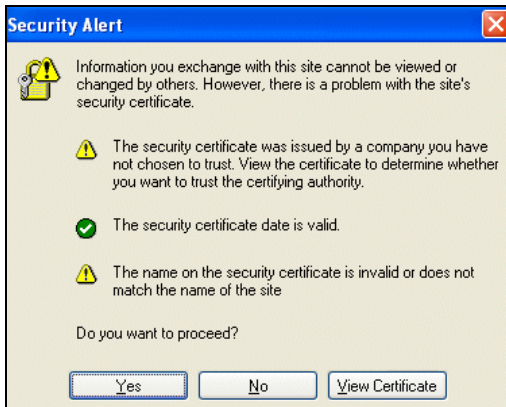 Security Alert
Information you exchange with this site cannot be viewed or
changed by others. However, there is a problem with the site's
security certificate.
The security certificate was issued by a company you have
not chosen to trust. View the certificate to determine whether
you want to trust the certifying authority.
The security certificate date is valid.
The name on the security certificate is invalid or does not
match the name of the site
Do you want to proceed?
Yes
No
View Certificate